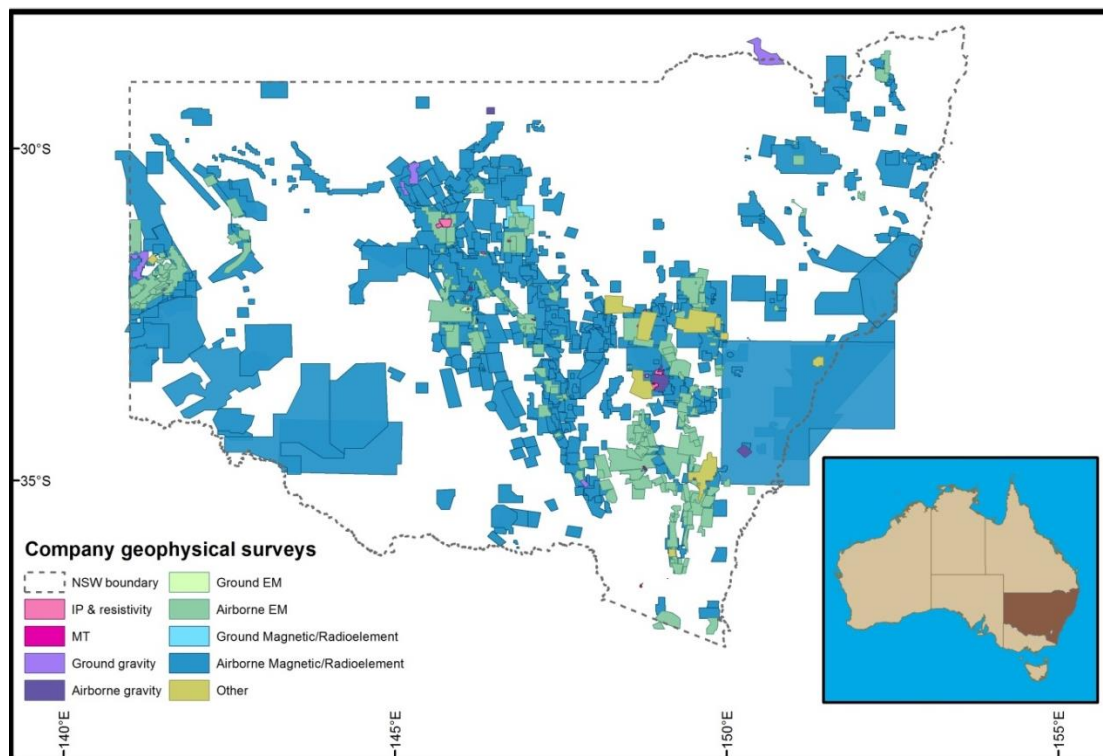 30°S
35°S
Company geophysical surveys
NSW boundary
Ground EM
IP & resistivity
Airborne EM
MT
Ground Magnetic/Radioelement
Ground gravity
Airborne Magnetic/Radioelement
Airborne gravity
Other
140°E
145°E
150°E
155°E